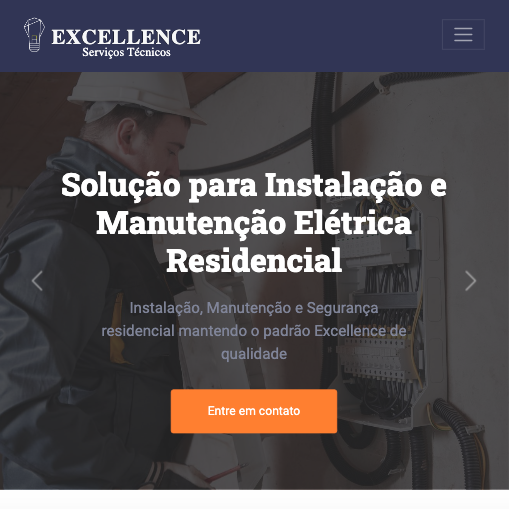 EXCELLENCE
Serviços Técnicos
Solução para Instalação e
Manutenção Elétrica
Residencial
Instalação, Manutenção e Segurança
residencial mantendo o padrão Excellence de
qualidade
Entre em contato